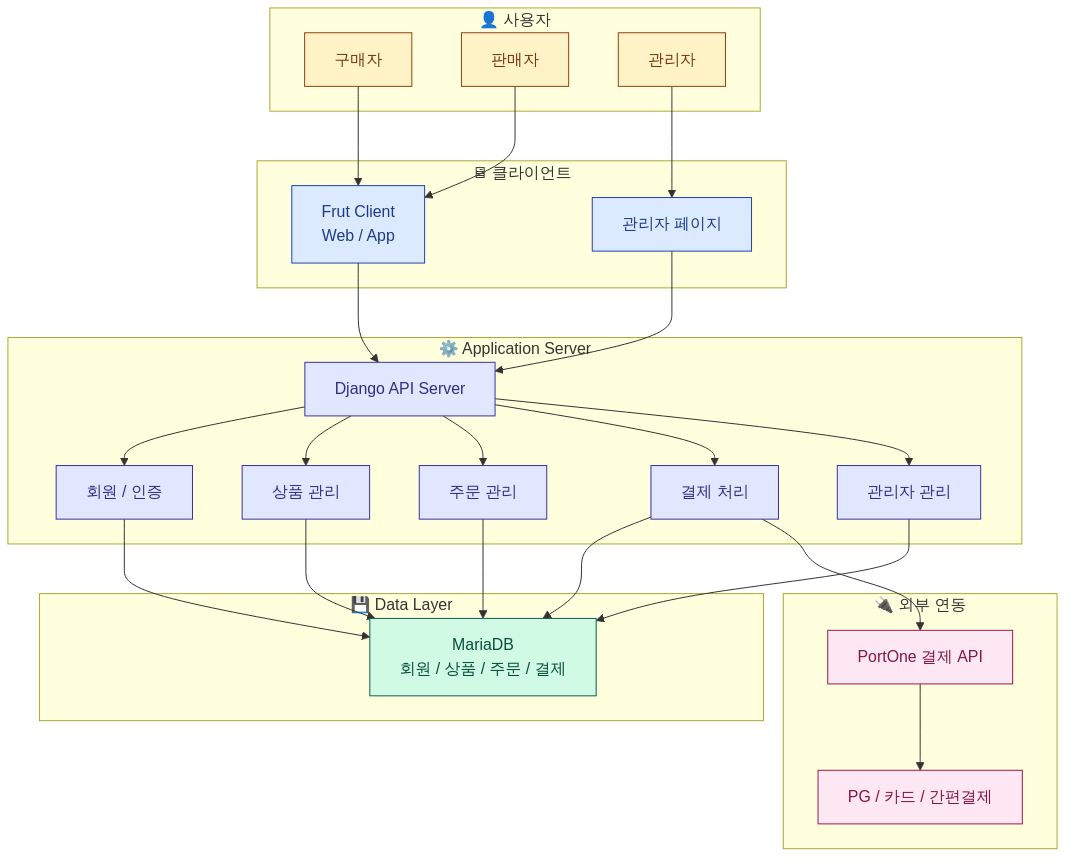 👤 사용자
구매자
판매자
관리자
🖥 클라이언트
Frut Client
Web / App
관리자 페이지
⚙️ Application Server
Django API Server
회원 / 인증
상품 관리
주문 관리
결제 처리
관리자 관리
💾 Data Layer
MariaDB
회원 / 상품 / 주문 / 결제
🔌 외부 연동
PortOne 결제 API
PG / 카드 / 간편결제